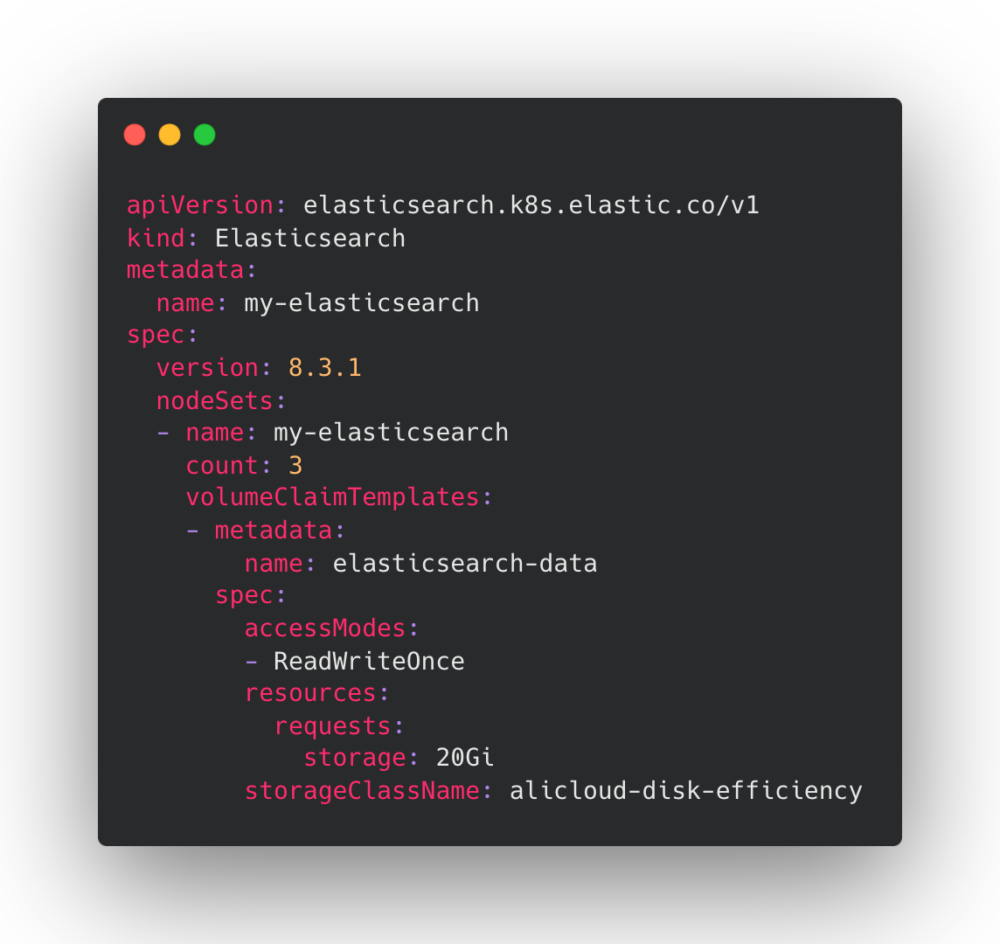 apiVersion: elasticsearch.k8s.elastic.co/v1
kind: Elasticsearch
metadata:
  name: my-elasticsearch
spec:
  version: 8.3.1
  nodeSets:
  - name: my-elasticsearch
    count: 3
    volumeClaimTemplates:
    - metadata:
        name: elasticsearch-data
      spec:
        accessModes:
        - ReadWriteOnce
        resources:
          requests:
            storage: 20Gi
        storageClassName: alicloud-disk-efficiency